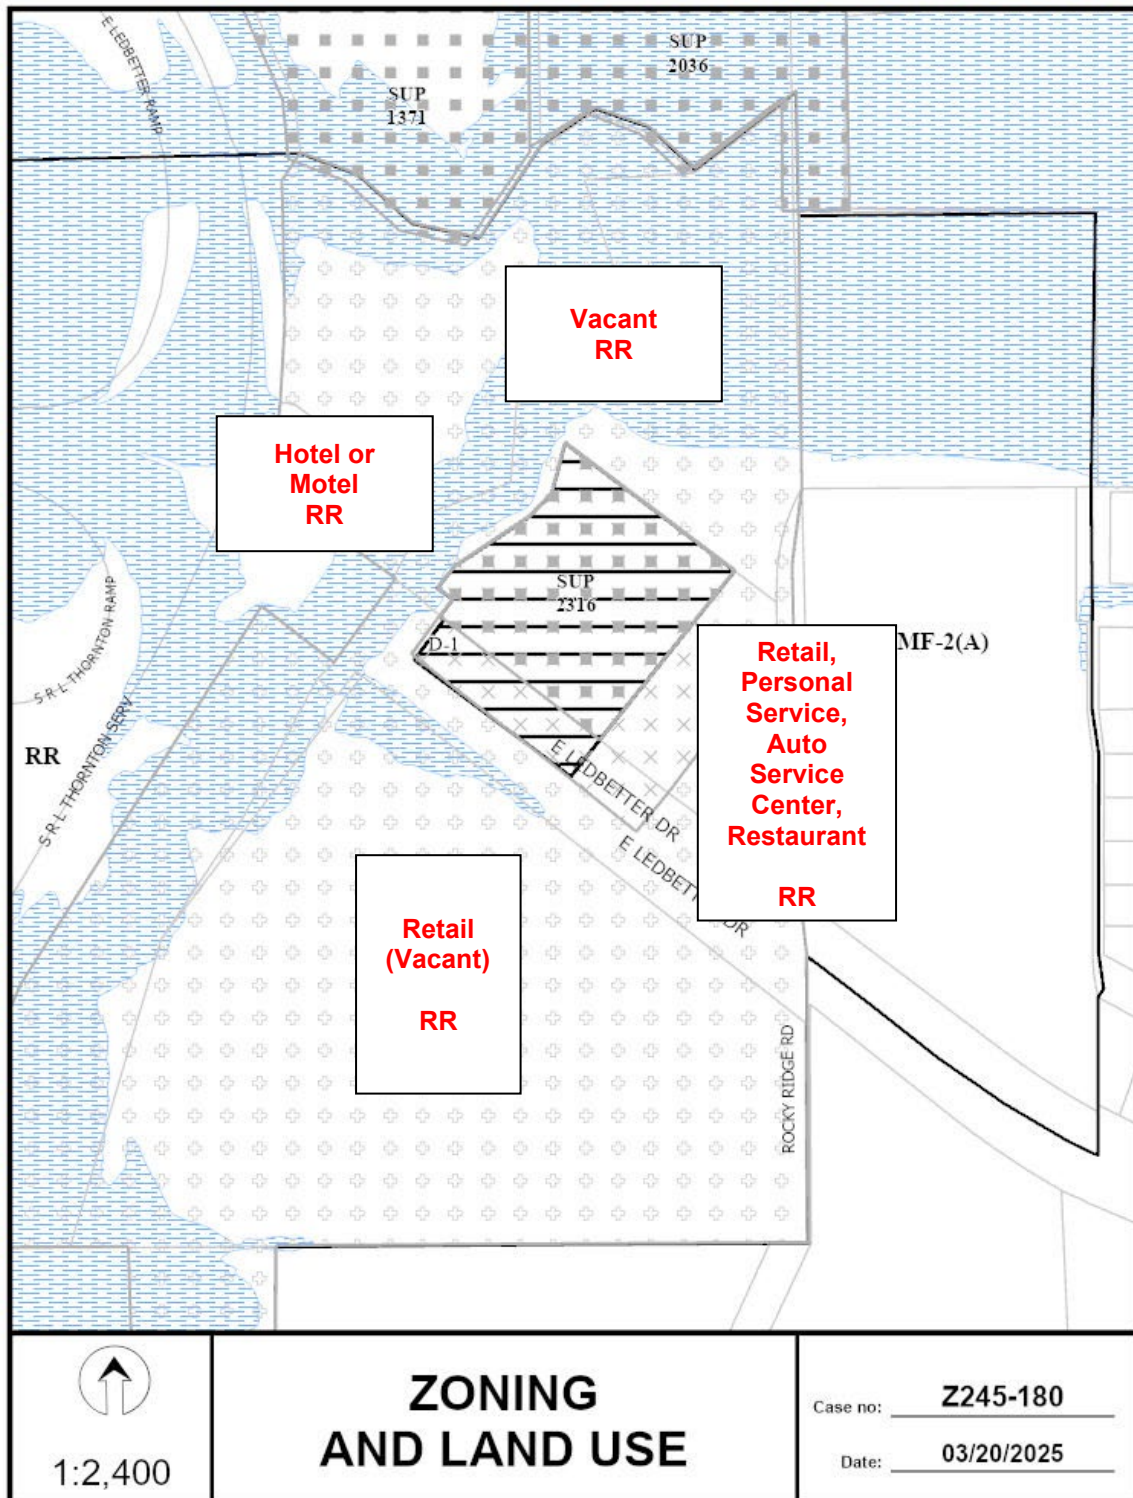 E LEDBETTER RAMP
SUP
2036
SUP
1371
Vacant
RR
Hotel or
Motel
RR
SUP
2316
D-1
MF-2(A)
Retail,
Personal
Service,
Auto
Service
Center,
Restaurant
RR
S R L THORNTON RAMP
S R L THORNTON SERV
RR
E LEDBETTER DR
E LEDBETTER DR
Retail
(Vacant)
RR
ROCKY RIDGE RD
1:2,400
ZONING
AND LAND USE
Case no: Z245-180
Date: 03/20/2025